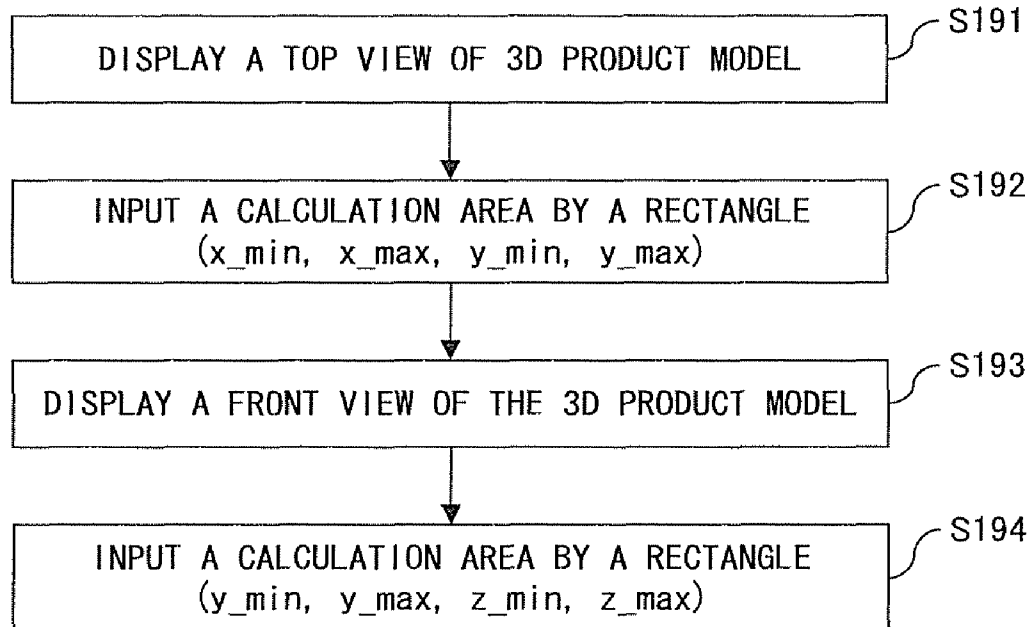 S191
DISPLAY A TOP VIEW OF 3D PRODUCT MODEL
S192
INPUT A CALCULATION AREA BY A RECTANGLE
(x_min, x_max, y_min, y_max)
S193
DISPLAY A FRONT VIEW OF THE 3D PRODUCT MODEL
S194
INPUT A CALCULATION AREA BY A RECTANGLE
(y_min, y_max, z_min, z_max)